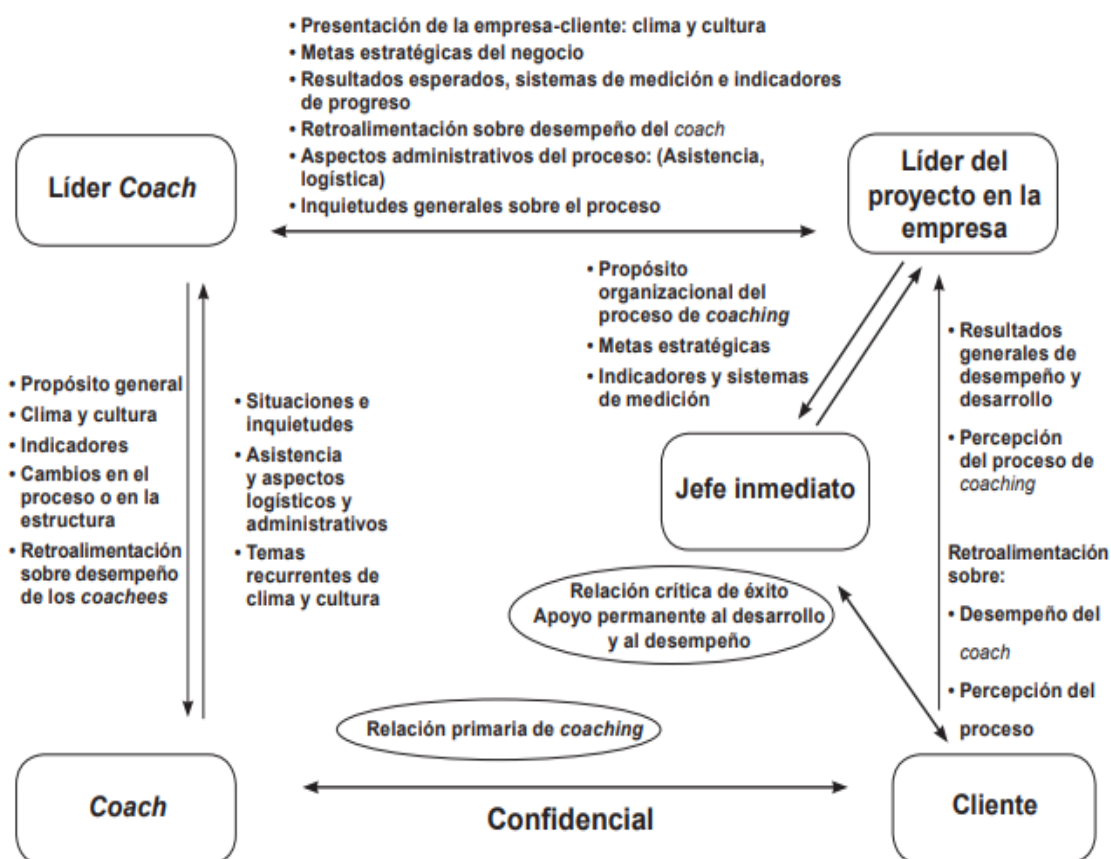 • Presentación de la empresa-cliente: clima y cultura
• Metas estratégicas del negocio
• Resultados esperados, sistemas de medición e indicadores
de progreso
• Retroalimentación sobre desempeño del coach
• Aspectos administrativos del proceso: (Asistencia,
logística)
• Inquietudes generales sobre el proceso
Líder Coach
Líder del
proyecto en la
empresa
• Propósito
organizacional del
proceso de coaching
• Metas estratégicas
• Indicadores y sistemas
de medición
• Resultados
generales de
desempeño y
desarrollo
• Percepción
del proceso de
coaching
• Propósito general
• Clima y cultura
• Indicadores
• Cambios en el
proceso o en la
estructura
• Retroalimentación
sobre desempeño
de los coachees
• Situaciones e
inquietudes
• Asistencia
y aspectos
logísticos y
administrativos
• Temas
recurrentes de
clima y cultura
Jefe inmediato
Relación crítica de éxito
Apoyo permanente al desarrollo
y al desempeño
Retroalimentación
sobre:
• Desempeño del
coach
• Percepción del
proceso
Relación primaria de coaching
Coach
Confidencial
Cliente